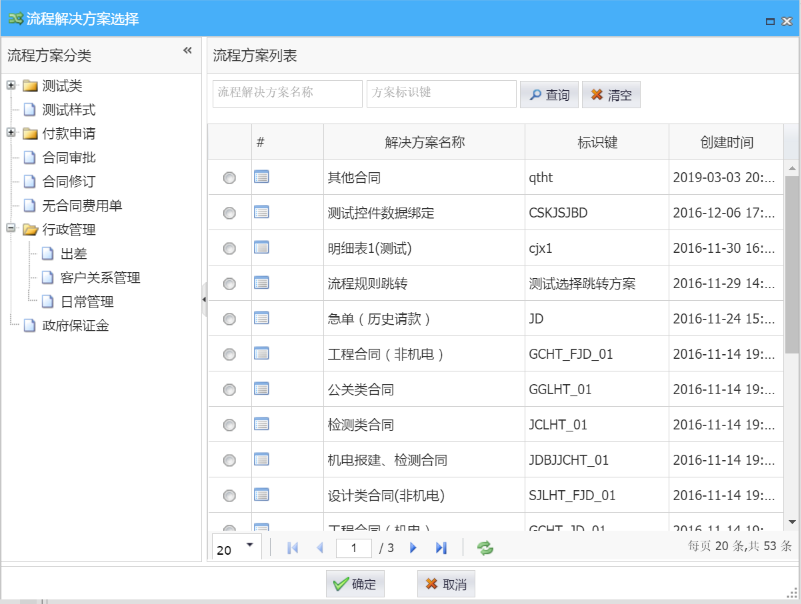 流程解决方案选择
流程方案分类
测试类
测试样式
付款申请
合同审批
合同修订
无合同费用单
行政管理
出差
客户关系管理
日常管理
政府保证金
流程方案列表
流程解决方案名称 方案标识键 查询 清空
# 解决方案名称 标识键 创建时间
其他合同 qtht 2019-03-03 20:...
测试控件数据绑定 CSKJSJBD 2016-12-06 17:...
明细表1(测试) cjx1 2016-11-30 16:...
流程规则跳转 测试选择跳转方案 2016-11-29 14:...
急单（历史请款） JD 2016-11-24 15:...
工程合同（非机电） GCHT_FJD_01 2016-11-14 19:...
公关类合同 GGLHT_01 2016-11-14 19:...
检测类合同 JCLHT_01 2016-11-14 19:...
机电报建、检测合同 JDBJJCHT_01 2016-11-14 19:...
设计类合同(非机电) SJLHT_FJD_01 2016-11-14 19:...
工程合同（机电） GCHT_JD_01 2016-11-14 19:...
20 1 / 3 每页 20 条,共 53 条
确定 取消